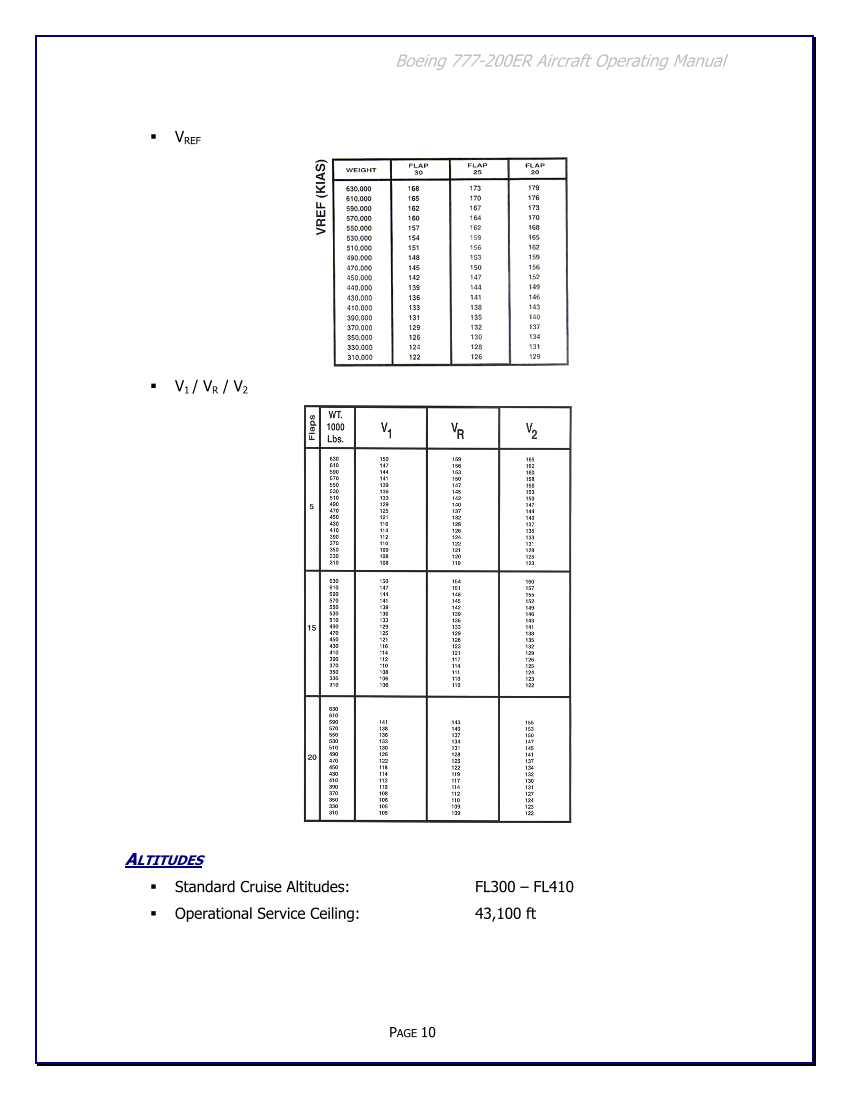 Boeing 777-200ER Aircraft Operating Manual
▪ VREF
VREF (KIAS)
WEIGHT FLAP 30 FLAP 25 FLAP 20
630,000 168 173 179
610,000 165 170 176
590,000 162 167 173
570,000 160 164 170
550,000 157 162 168
530,000 154 159 165
510,000 151 156 162
490,000 148 153 159
470,000 145 150 156
450,000 142 147 152
440,000 139 144 149
430,000 136 141 146
410,000 133 138 143
390,000 131 135 140
370,000 129 132 137
350,000 126 130 134
330,000 124 128 131
310,000 122 126 129
▪ V1 / VR / V2
Flaps WT. 1000 Lbs. V1 VR V2
5
630 150 159 165
610 147 156 162
590 144 153 160
570 141 150 158
550 139 147 156
530 136 145 153
510 133 142 150
490 129 140 147
470 125 137 144
450 121 132 140
430 116 128 137
410 114 126 135
390 112 124 133
370 110 122 131
350 109 121 128
330 108 120 125
310 108 119 123
15
630 150 154 160
610 147 151 157
590 144 148 155
570 141 145 152
550 139 142 149
530 136 139 146
510 133 136 143
490 129 133 141
470 125 129 138
450 121 126 135
430 116 123 132
410 114 121 129
390 112 117 126
370 110 114 125
350 108 111 124
330 106 110 123
310 106 110 122
20
630
610
590 141 143 155
570 138 140 153
550 136 137 150
530 133 134 147
510 130 131 145
490 126 128 141
470 122 125 137
450 118 122 134
430 114 119 132
410 112 117 130
390 110 114 131
370 108 112 127
350 106 110 124
330 105 109 123
310 105 109 122
ALTITUDES
▪ Standard Cruise Altitudes: FL300 – FL410
▪ Operational Service Ceiling: 43,100 ft
PAGE 10